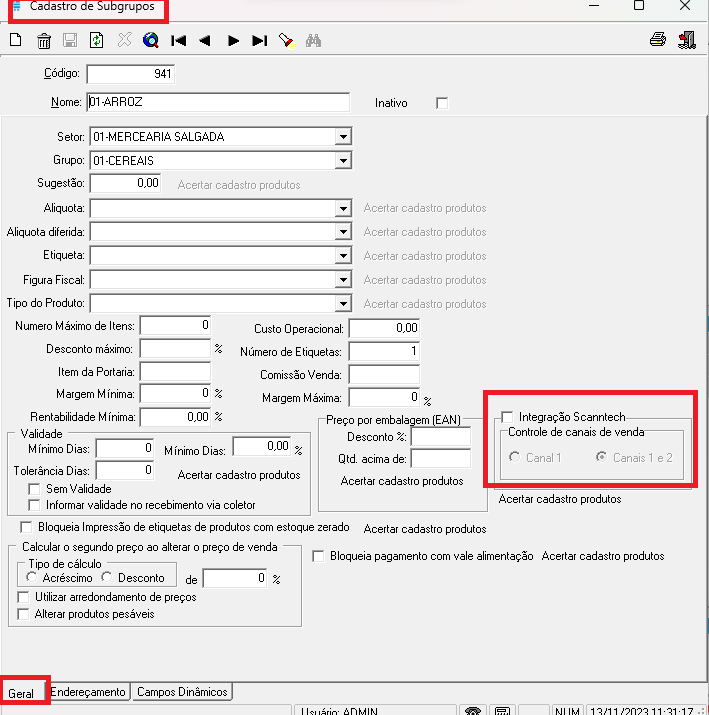 Cadastro de Subgrupos
Código: 941
Nome: 01-ARROZ Inativo
Setor: 01-MERCEARIA SALGADA
Grupo: 01-CEREAIS
Sugestão: 0,00 Acertar cadastro produtos
Aliquota: Acertar cadastro produtos
Aliquota diferida: Acertar cadastro produtos
Etiqueta: Acertar cadastro produtos
Figura Fiscal: Acertar cadastro produtos
Tipo do Produto: Acertar cadastro produtos
Numero Máximo de Itens: 0 Custo Operacional: 0,00
Desconto máximo: % Número de Etiquetas: 1
Item da Portaria: Comissão Venda:
Margem Mínima: 0 % Margem Máxima: 0 %
Rentabilidade Mínima: 0,00 %
Validade
Mínimo Dias: 0 Mínimo Dias: 0,00 %
Tolerância Dias: 0 Acertar cadastro produtos
Sem Validade
Informar validade no recebimento via coletor
Preço por embalagem (EAN)
Desconto %:
Qtd. acima de:
Acertar cadastro produtos
Integração Scanntech
Controle de canais de venda
Canal 1 Canais 1 e 2
Acertar cadastro produtos
Bloqueia Impressão de etiquetas de produtos com estoque zerado Acertar cadastro produtos
Calcular o segundo preço ao alterar o preço de venda
Tipo de cálculo
Acréscimo Desconto de 0 %
Utilizar arredondamento de preços
Alterar produtos pesáveis
Bloqueia pagamento com vale alimentação Acertar cadastro produtos
Geral Endereçamento Campos Dinâmicos
Usuário: ADMIN NUM 13/11/2023 11:31:17